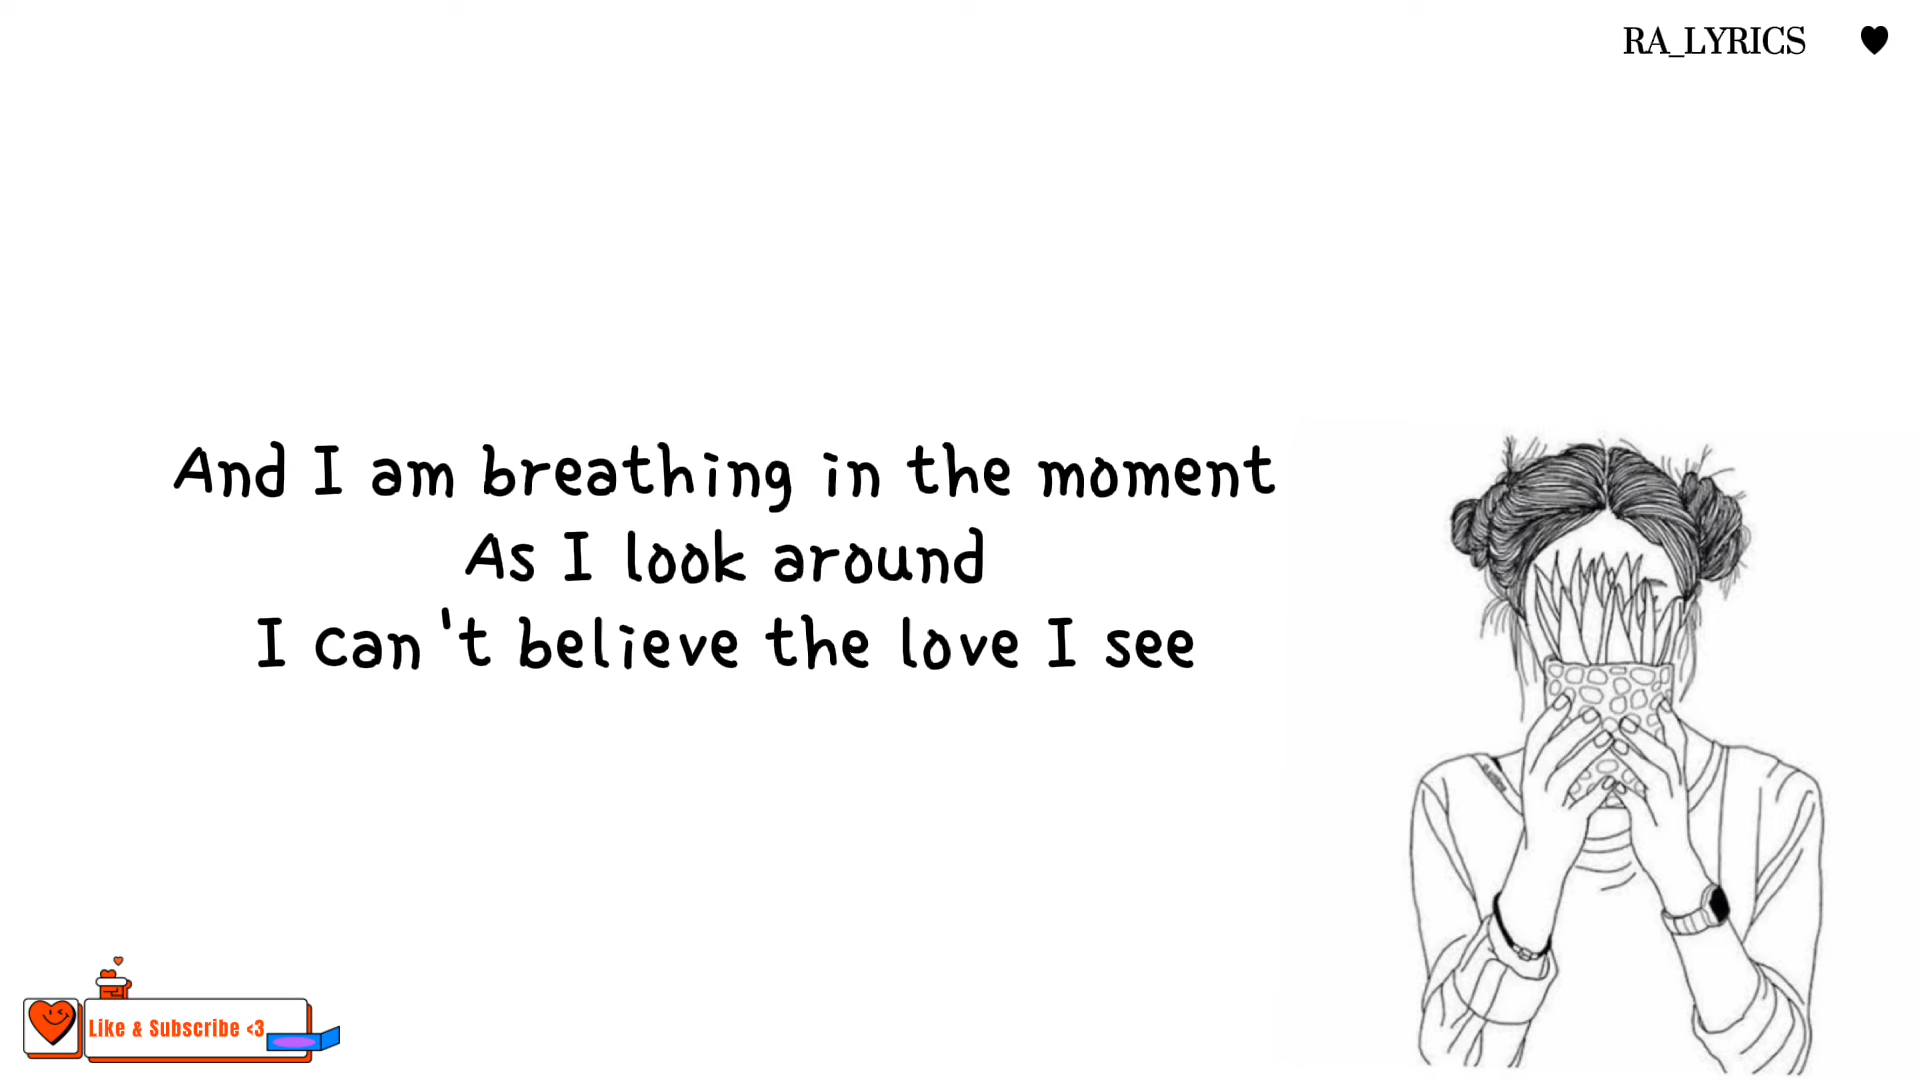 RA_LYRICS
And I am breathing in the moment
As I look around
I can't believe the love I see
Like & Subscribe <3